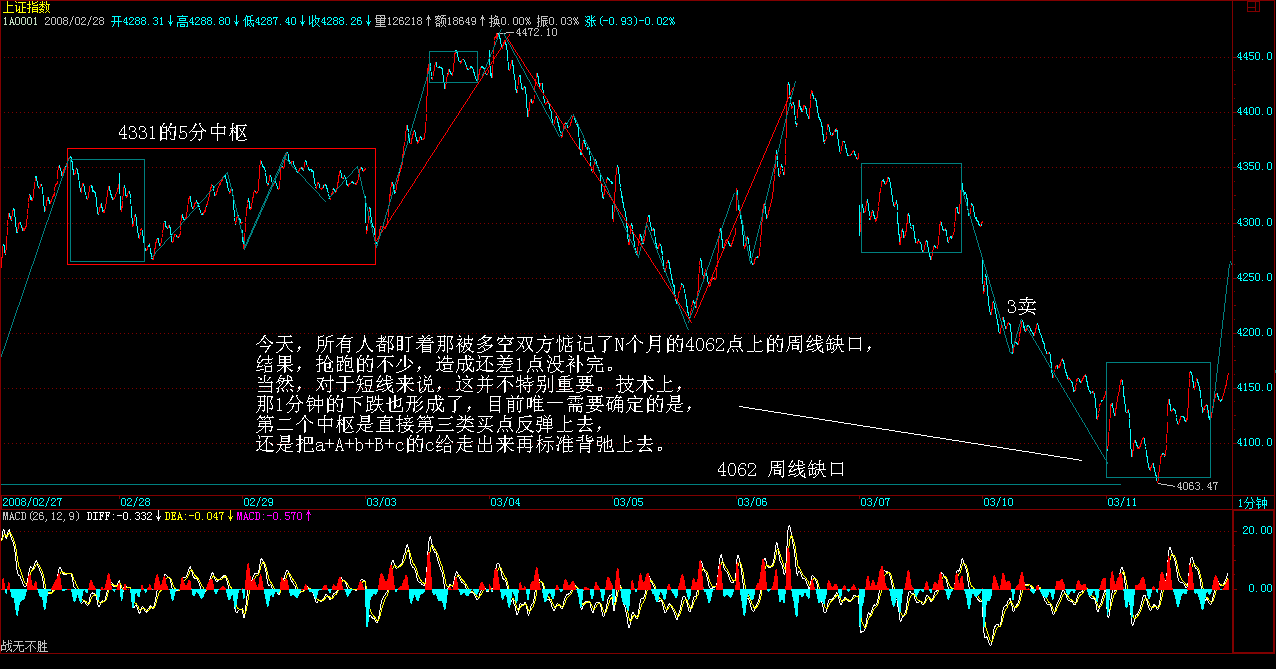 上证指数
1A0001 2008/02/28 开4288.31↓高4288.80↓低4287.40↓收4288.26↓量126218↑额18649↑换0.00% 振0.03% 涨(-0.93)-0.02%
4472.10
4450.0
4331的5分中枢
4400.0
4350.0
4300.0
4250.0
3卖
4200.0
今天，所有人都盯着那被多空双方惦记了N个月的4062点上的周线缺口，
结果，抢跑的不少，造成还差1点没补完。
当然，对于短线来说，这并不特别重要。技术上，
那1分钟的下跌也形成了，目前唯一需要确定的是，
第二个中枢是直接第三类买点反弹上去，
还是把a+A+b+B+c的c给走出来再标准背弛上去。
4150.0
4100.0
4062 周线缺口
4063.47
2008/02/27 02/28 02/29 03/03 03/04 03/05 03/06 03/07 03/10 03/11 1分钟
MACD(26,12,9) DIFF:-0.332↓DEA:-0.047↓MACD:-0.570↑
20.00
0.00
战无不胜